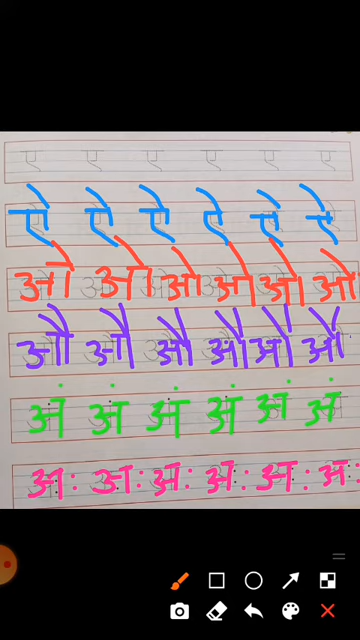 ए ए ए ए ए ए
ऐ ऐ ऐ ऐ ऐ ऐ
ओ ओ ओ ओ ओ ओ
औ औ औ औ औ औ
अं अं अं अं अं अं
अः अः अः अः अः अः